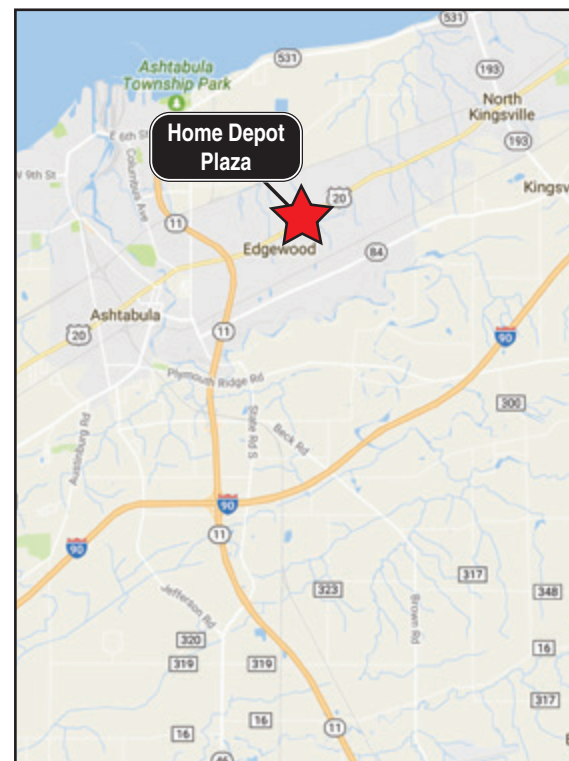 531
531
Ashtabula
Township Park
193
North
Kingsville
E 6th St
Home Depot
Plaza
193
W 9th St
Columbus Ave
20
Kingsv
11
Edgewood
84
Ashtabula
11
20
90
Plymouth Ridge Rd
300
Austinburg Rd
State Rd S
Beck Rd
90
11
90
317
323
348
Jefferson Rd
Brown Rd
320
16
319
319
317
16
16
11
46
E